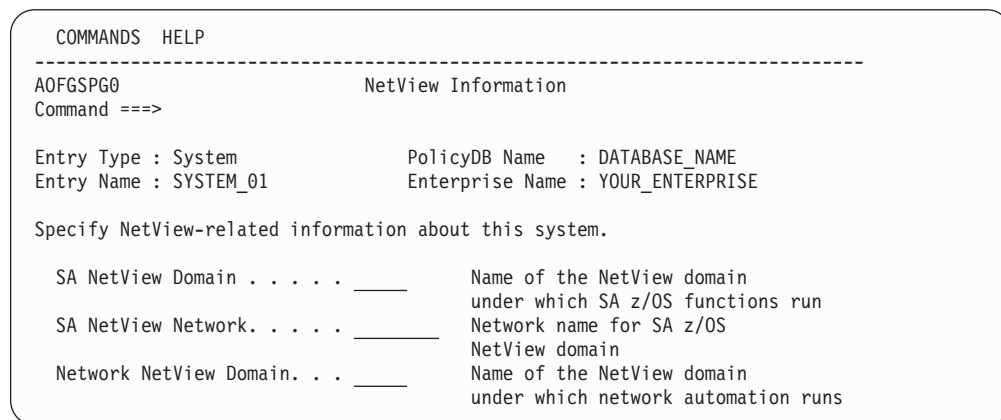 COMMANDS HELP
-------------------------------------------------------------------------------
AOFGSPG0 NetView Information
Command ===>
Entry Type : System PolicyDB Name : DATABASE_NAME
Entry Name : SYSTEM_01 Enterprise Name : YOUR_ENTERPRISE
Specify NetView-related information about this system.
SA NetView Domain . . . . . _____ Name of the NetView domain
under which SA z/OS functions run
SA NetView Network. . . . . ________ Network name for SA z/OS
NetView domain
Network NetView Domain. . . _____ Name of the NetView domain
under which network automation runs